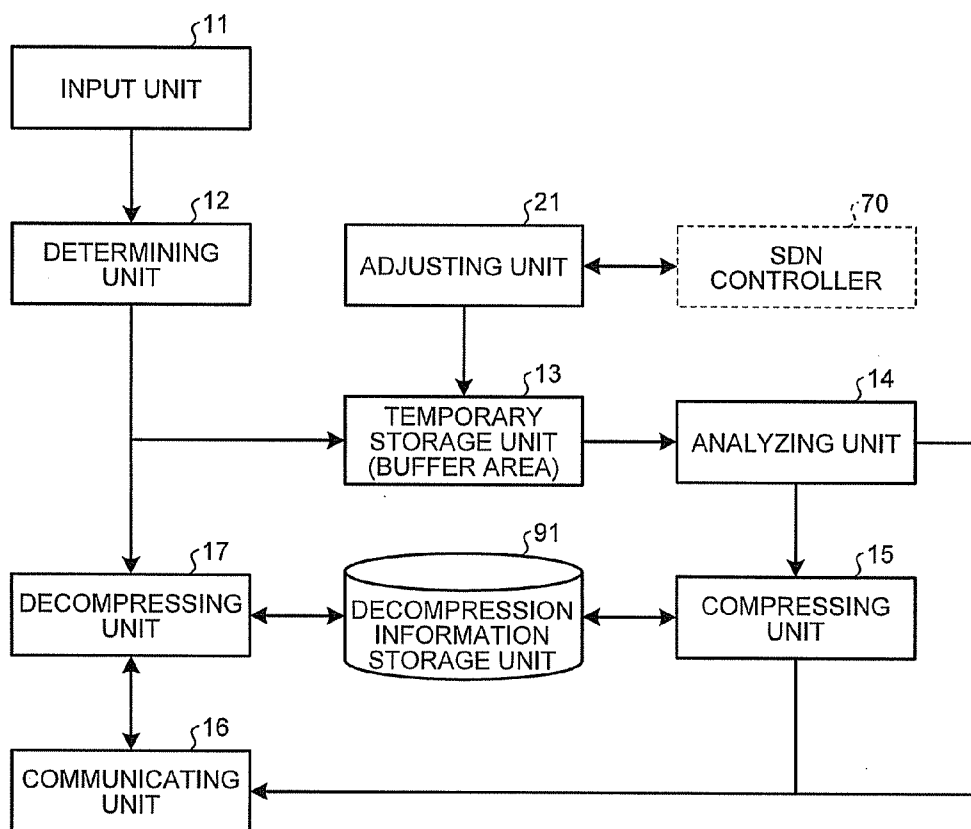 11
INPUT UNIT
12
DETERMINING
UNIT
21
ADJUSTING UNIT
70
SDN
CONTROLLER
13
TEMPORARY
STORAGE UNIT
(BUFFER AREA)
14
ANALYZING UNIT
17
DECOMPRESSING
UNIT
91
DECOMPRESSION
INFORMATION
STORAGE UNIT
15
COMPRESSING
UNIT
16
COMMUNICATING
UNIT